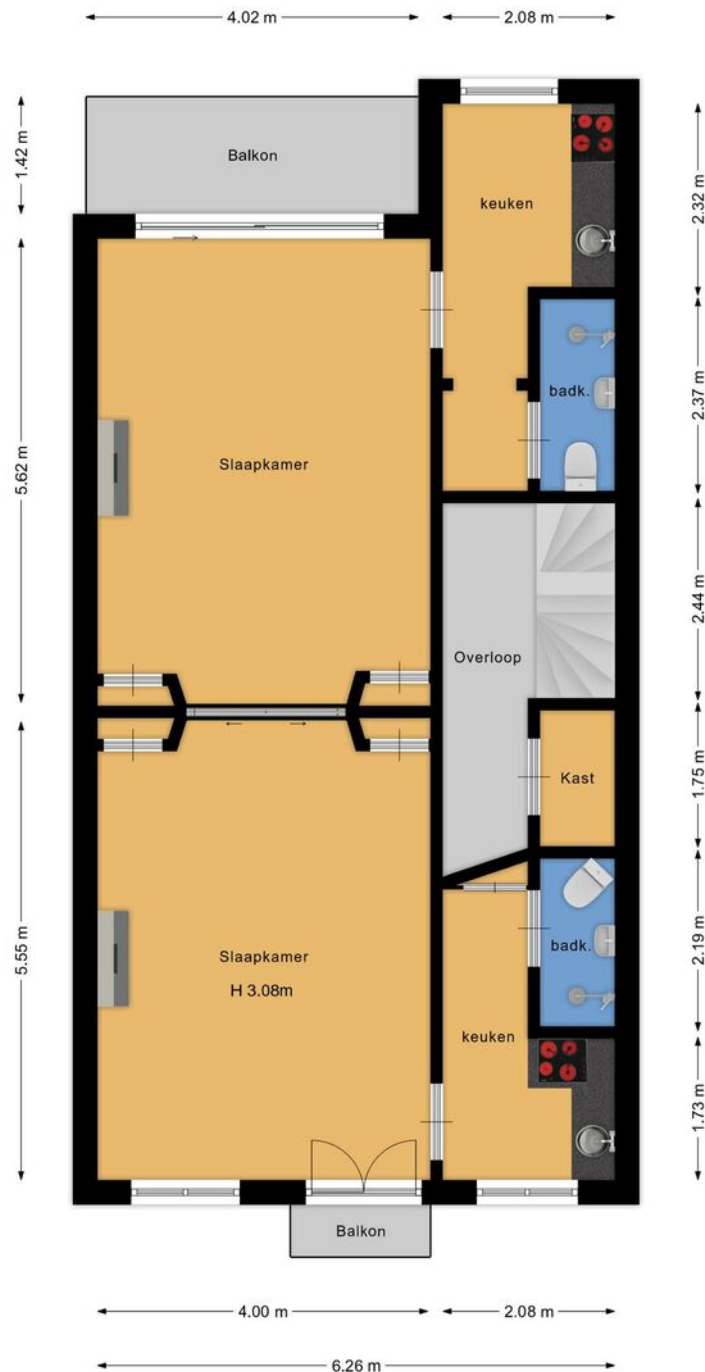 4.02 m
2.08 m
1.42 m
Balkon
keuken
2.32 m
badk.
2.37 m
5.62 m
Slaapkamer
2.44 m
Overloop
1.75 m
Kast
5.55 m
Slaapkamer
H 3.08m
badk.
2.19 m
keuken
1.73 m
Balkon
4.00 m
2.08 m
6.26 m